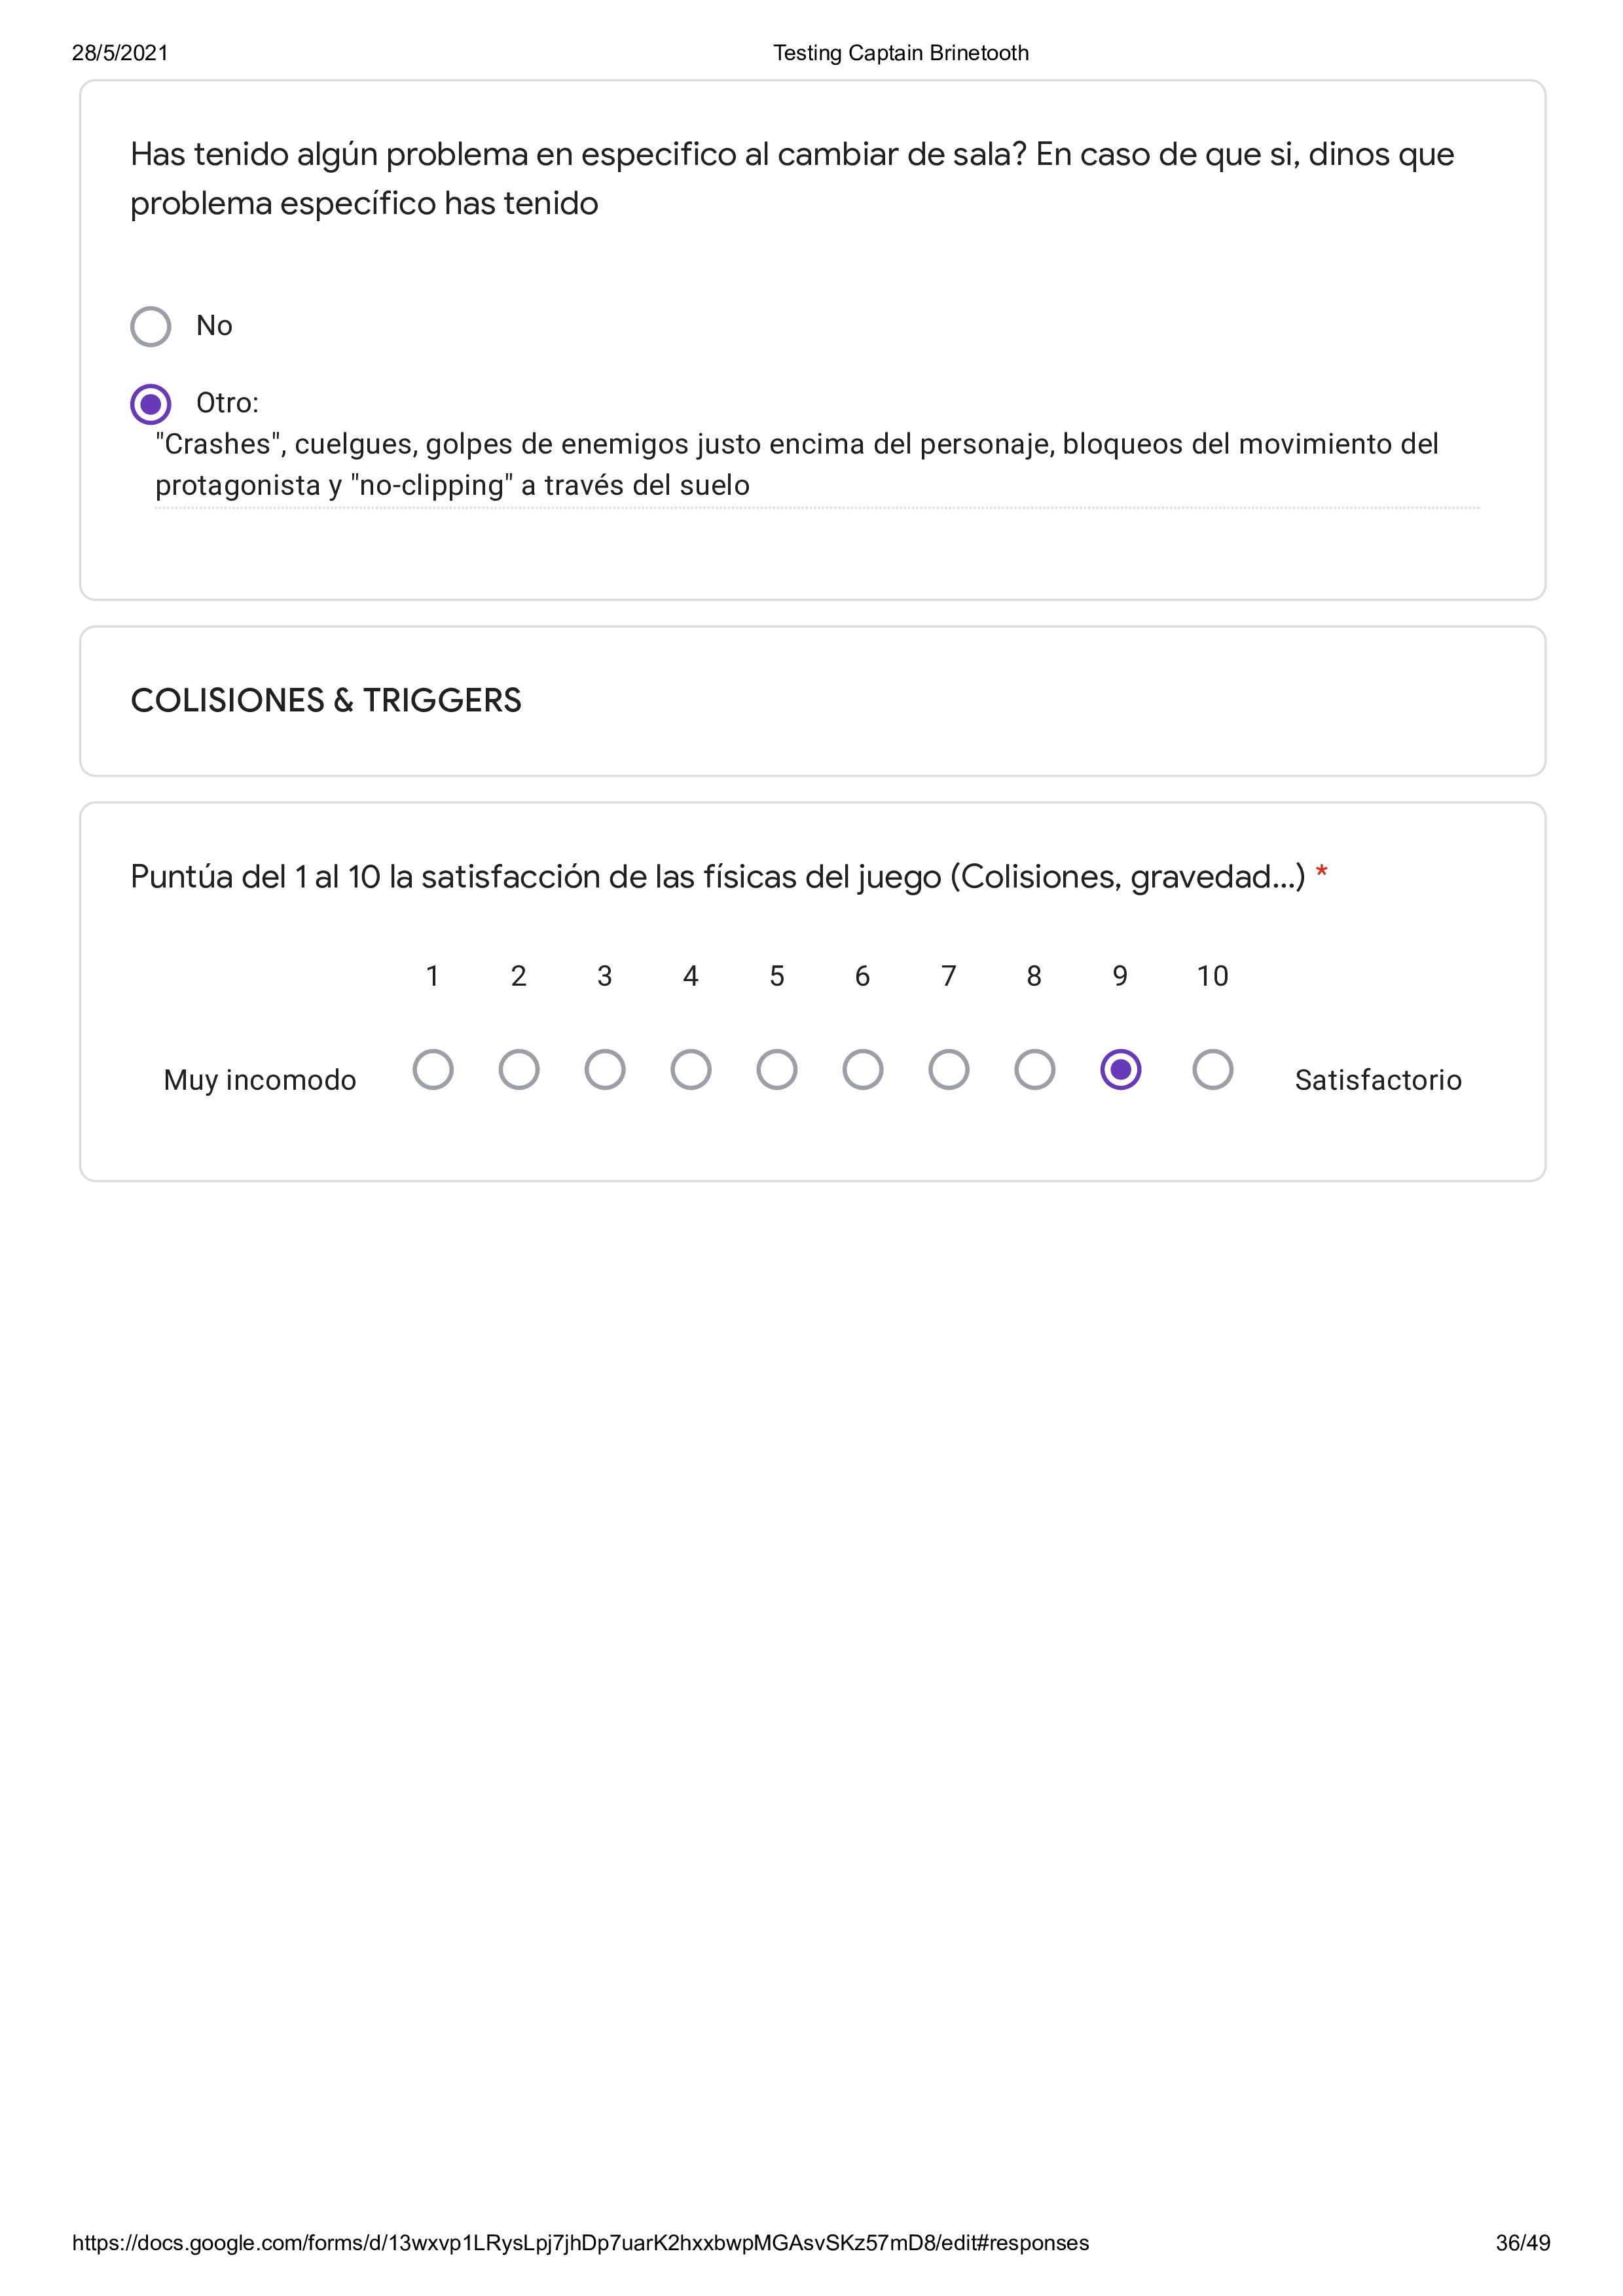 28/5/2021
Testing Captain Brinetooth
Has tenido algún problema en especifico al cambiar de sala? En caso de que si, dinos que
problema específico has tenido
No
Otro:
"Crashes", cuelgues, golpes de enemigos justo encima del personaje, bloqueos del movimiento del
protagonista y "no-clipping" a través del suelo
COLISIONES & TRIGGERS
Puntúa del 1 al 10 la satisfacción de las físicas del juego (Colisiones, gravedad...) *
1 2 3 4 5 6 7 8 9 10
Muy incomodo
Satisfactorio
https://docs.google.com/forms/d/13wxvp1LRysLpj7jhDp7uarK2hxxbwpMGAsvSKz57mD8/edit#responses
36/49